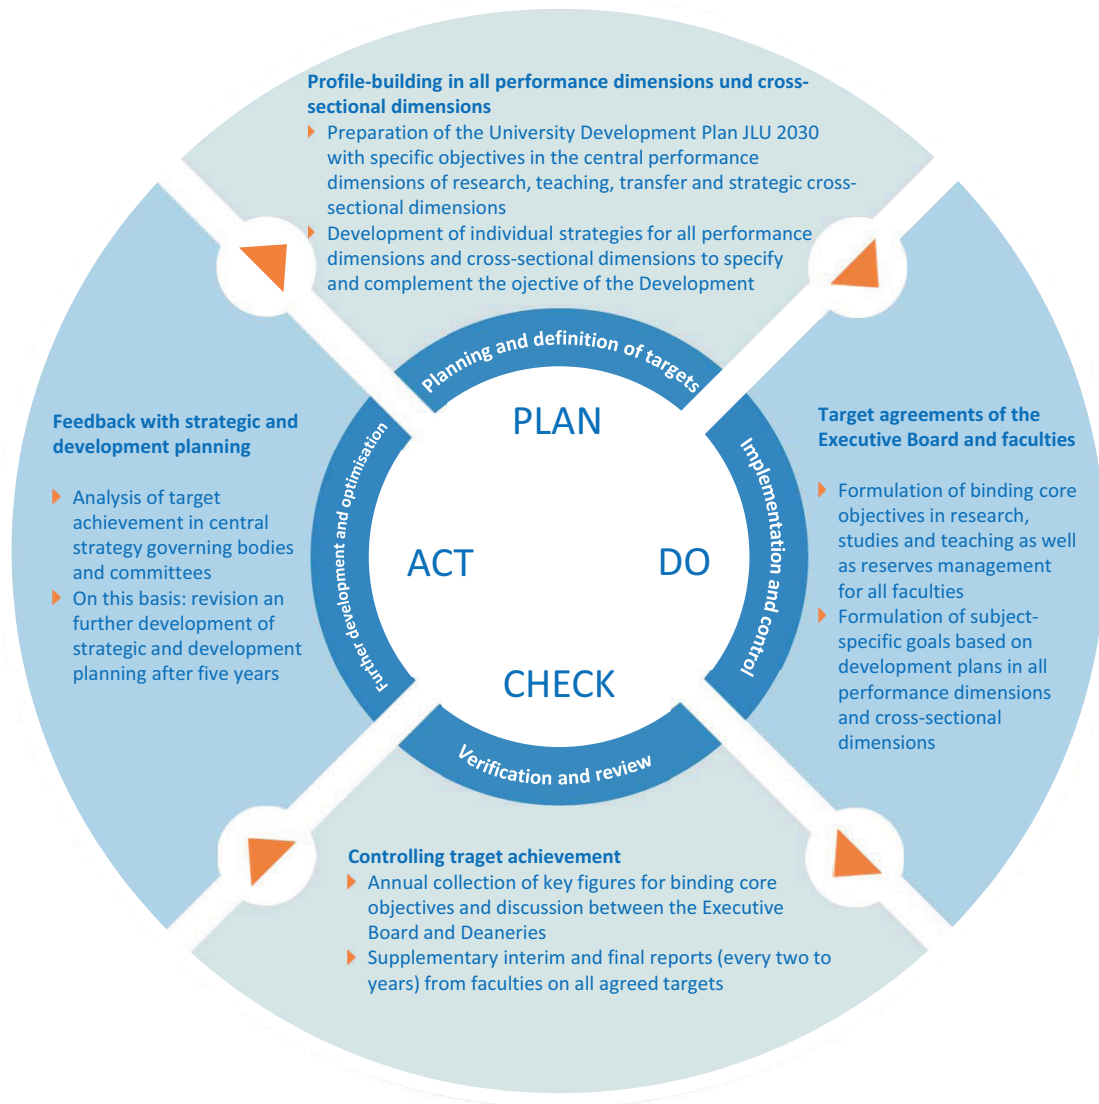 Profile-building in all performance dimensions und cross-
sectional dimensions
Preparation of the University Development Plan JLU 2030
with specific objectives in the central performance
dimensions of research, teaching, transfer and strategic cross-
sectional dimensions
Development of individual strategies for all performance
dimensions and cross-sectional dimensions to specify
and complement the ojective of the Development
Planning and definition of targets
PLAN
Target agreements of the
Executive Board and faculties
Formulation of binding core
objectives in research,
studies and teaching as well
as reserves management
for all faculties
Formulation of subject-
specific goals based on
development plans in all
performance dimensions
and cross-sectional
dimensions
Implementation and control
DO
CHECK
Verification and review
Controlling traget achievement
Annual collection of key figures for binding core
objectives and discussion between the Executive
Board and Deaneries
Supplementary interim and final reports (every two to
years) from faculties on all agreed targets
Feedback with strategic and
development planning
Analysis of target
achievement in central
strategy governing bodies
and committees
On this basis: revision an
further development of
strategic and development
planning after five years
Further development and optimisation
ACT